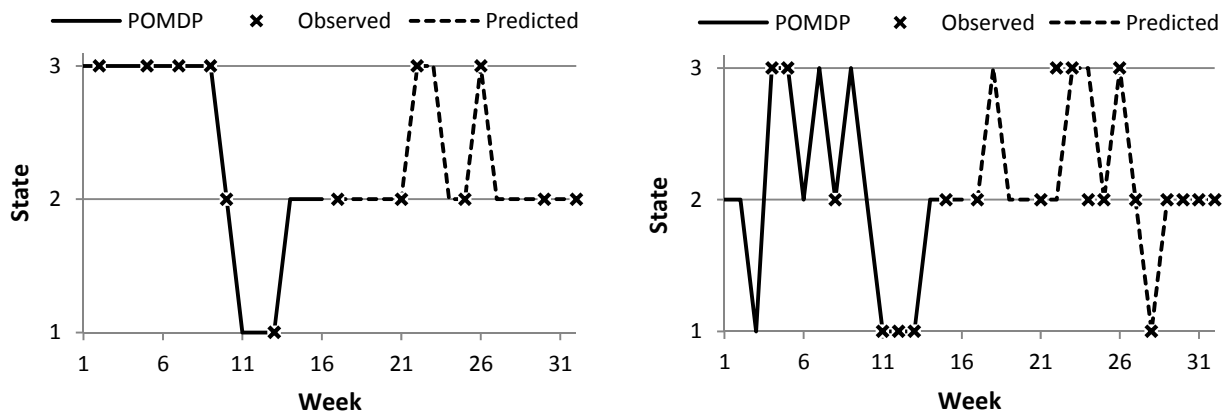 POMDP Observed Predicted
3
2
1
State
1 6 11 16 21 26 31
Week
POMDP Observed Predicted
3
2
1
State
1 6 11 16 21 26 31
Week